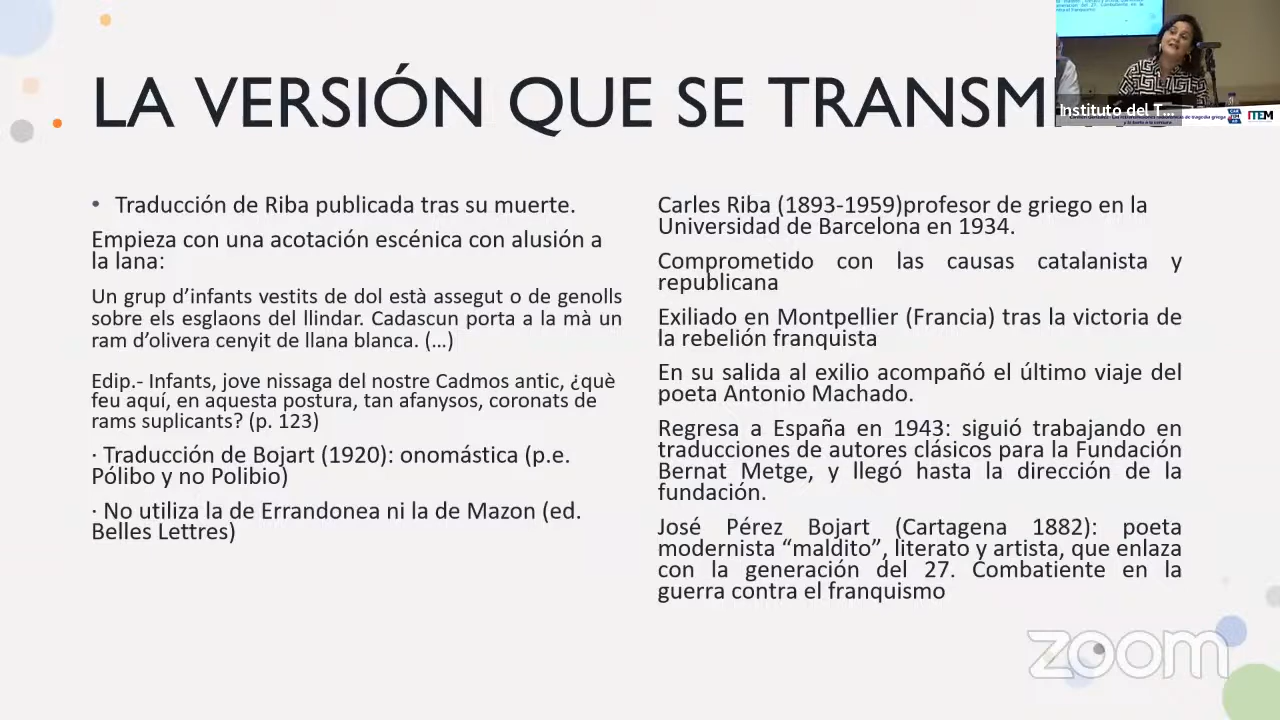 LA VERSIÓN QUE SE TRANSM
Instituto del T...
ITEM
• Traducción de Riba publicada tras su muerte.
Empieza con una acotación escénica con alusión a
la lana:
Un grup d’infants vestits de dol està assegut o de genolls
sobre els esglaons del llindar. Cadascun porta a la mà un
ram d’olivera cenyit de llana blanca. (…)
Edip.- Infants, jove nissaga del nostre Cadmos antic, ¿què
feu aquí, en aquesta postura, tan afanysos, coronats de
rams suplicants? (p. 123)
· Traducción de Bojart (1920): onomástica (p.e.
Pólibo y no Polibio)
· No utiliza la de Errandonea ni la de Mazon (ed.
Belles Lettres)
Carles Riba (1893-1959)profesor de griego en la
Universidad de Barcelona en 1934.
Comprometido con las causas catalanista y
republicana
Exiliado en Montpellier (Francia) tras la victoria de
la rebelión franquista
En su salida al exilio acompañó el último viaje del
poeta Antonio Machado.
Regresa a España en 1943: siguió trabajando en
traducciones de autores clásicos para la Fundación
Bernat Metge, y llegó hasta la dirección de la
fundación.
José Pérez Bojart (Cartagena 1882): poeta
modernista “maldito”, literato y artista, que enlaza
con la generación del 27. Combatiente en la
guerra contra el franquismo
zoom